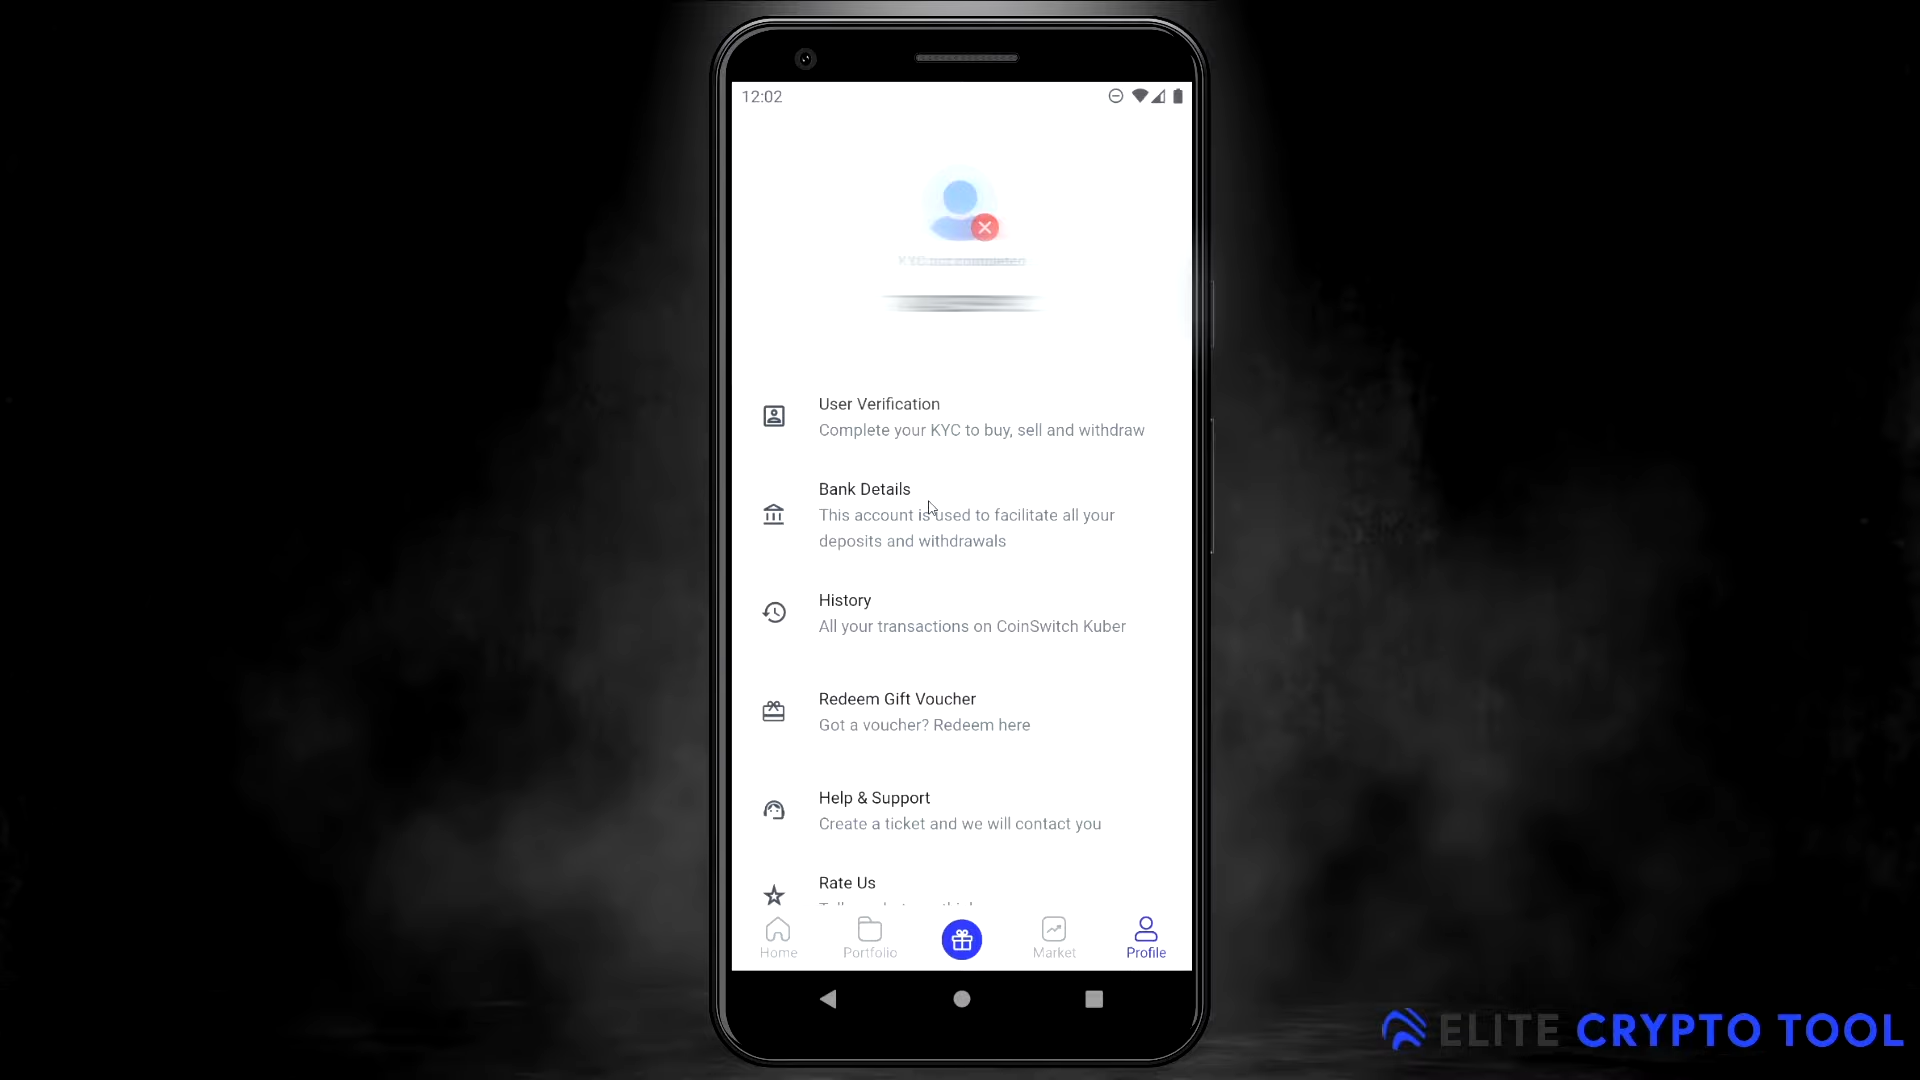 12:02
User Verification
Complete your KYC to buy, sell and withdraw
Bank Details
This account is used to facilitate all your
deposits and withdrawals
History
All your transactions on CoinSwitch Kuber
Redeem Gift Voucher
Got a voucher? Redeem here
Help & Support
Create a ticket and we will contact you
Rate Us
Home
Portfolio
Market
Profile
ELITE CRYPTO TOOL